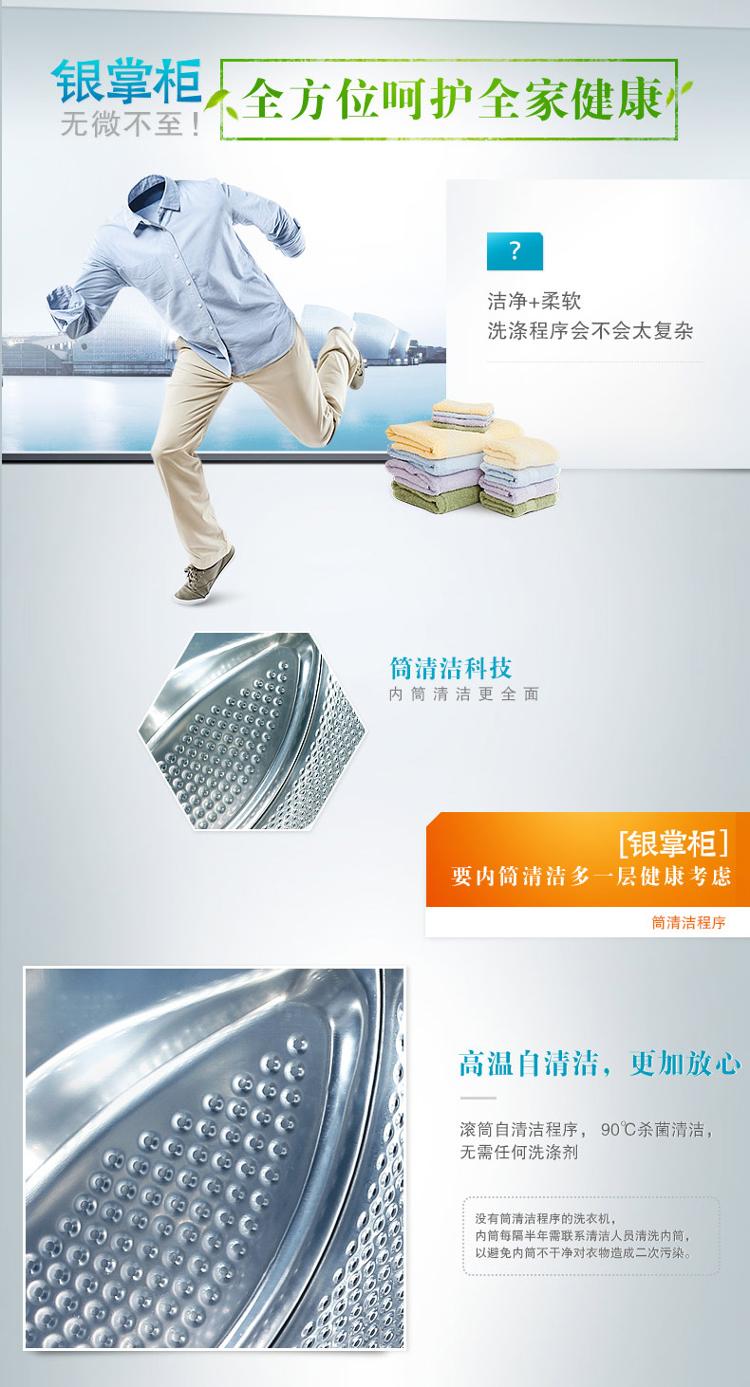 银掌柜
无微不至！
全方位呵护全家健康
?
洁净+柔软
洗涤程序会不会太复杂
筒清洁科技
内筒清洁更全面
[银掌柜]
要内筒清洁多一层健康考虑
筒清洁程序
高温自清洁，更加放心
滚筒自清洁程序， 90℃杀菌清洁，
无需任何洗涤剂
没有筒清洁程序的洗衣机，
内筒每隔半年需联系清洁人员清洗内筒，
以避免内筒不干净对衣物造成二次污染。